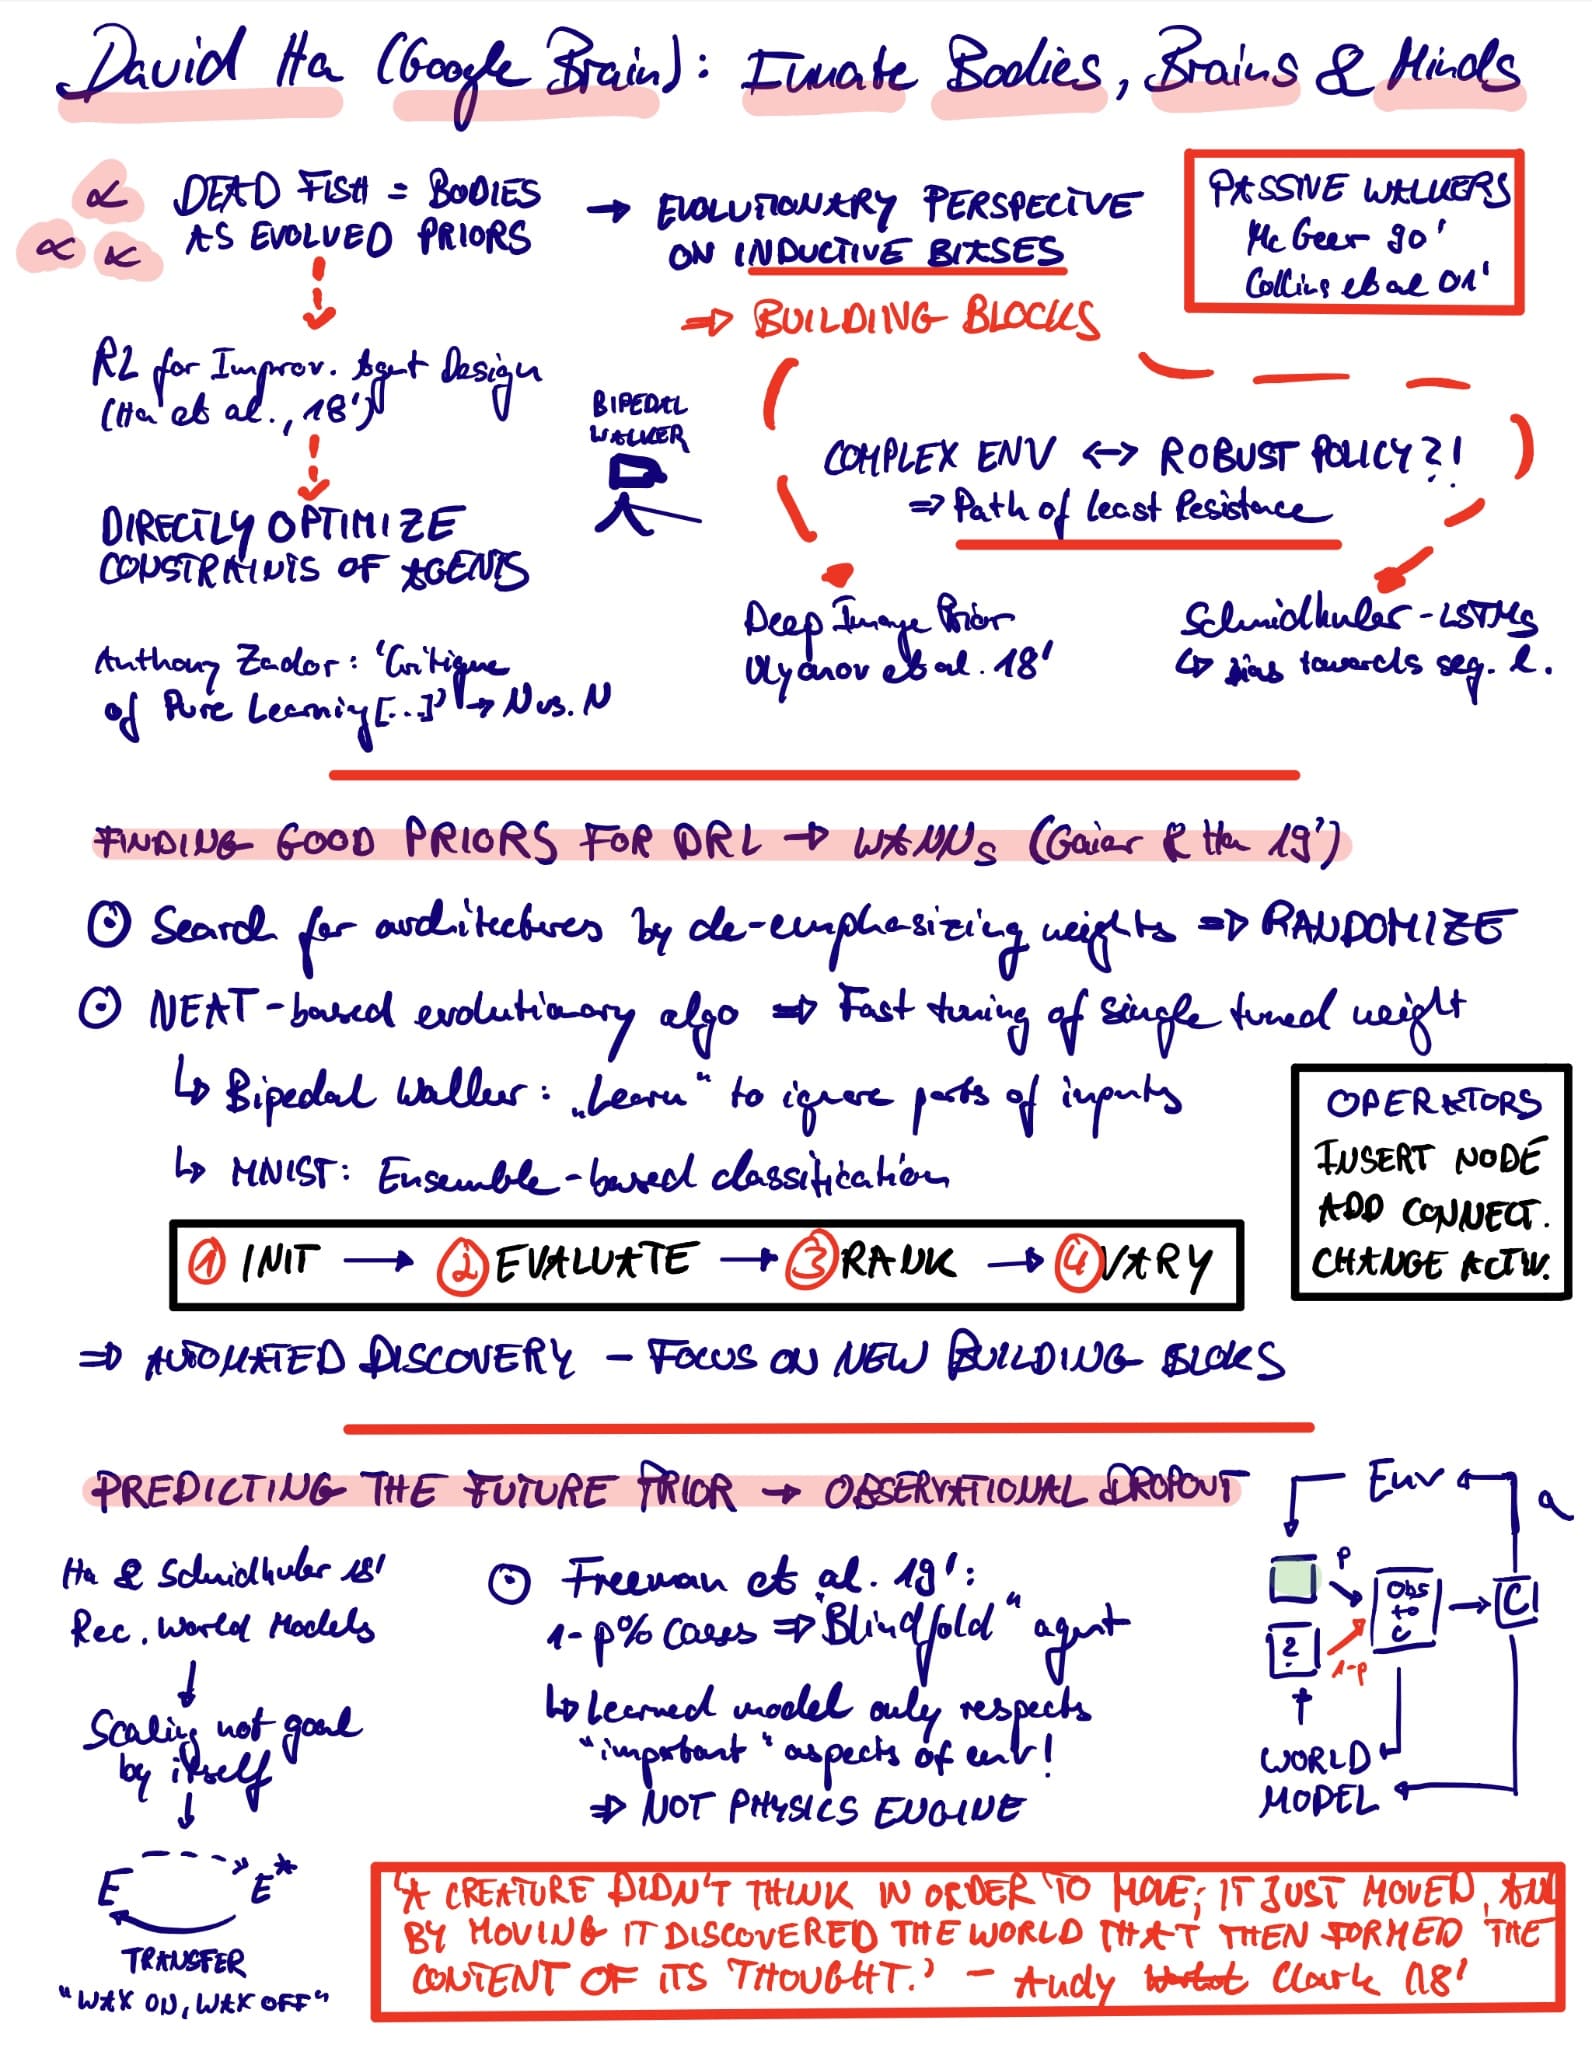 David Ha (Google Brain): Innate Bodies, Brains & Minds
DEAD FISH = BODIES
AS EVOLVED PRIORS
→ EVOLUTIONARY PERSPECTIVE
ON INDUCTIVE BIASES
⇒ BUILDING BLOCKS
PASSIVE WALKERS
McGeer 90'
Collins et al 01'
RL for Improv. Agent Design
(Ha et al., 18')
BIPEDAL
WALKER
COMPLEX ENV ↔ ROBUST POLICY?!
⇒ Path of Least Resistance
DIRECTLY OPTIMIZE
CONSTRAINTS OF AGENTS
Deep Image Prior
Ulyanov et al. 18'
Schmidhuber - LSTMs
↳ bias towards seq. l.
Anthony Zador: 'Critique
of Pure Learning [...]' → N vs. N
FINDING GOOD PRIORS FOR DRL → WANNs (Gaier & Ha 19')
⊙ Search for architectures by de-emphasizing weights ⇒ RANDOMIZE
⊙ NEAT-based evolutionary algo ⇒ Fast tuning of single tuned weight
↳ Bipedal Walker: „Learn" to ignore parts of inputs
↳ MNIST: Ensemble-based classification
OPERATORS
INSERT NODE
ADD CONNECT.
CHANGE ACTIV.
① INIT → ② EVALUATE → ③ RANK → ④ VARY
⇒ AUTOMATED DISCOVERY - FOCUS ON NEW BUILDING BLOKS
PREDICTING THE FUTURE PRIOR → OBSERVATIONAL DROPOUT
Ha & Schmidhuber 18'
Rec. World Models
Scaling not goal
by itself
E E*
TRANSFER
"WAX ON, WAX OFF"
⊙ Freeman et al. 19':
1-p% cases ⇒ "Blindfold" agent
↳ Learned model only respects
"important" aspects of env!
⇒ NOT PHYSICS ENGINE
Env
a
p
Obs
to
C
C
?
1-p
WORLD
MODEL
'A CREATURE DIDN'T THINK IN ORDER TO MOVE; IT JUST MOVED, AND
BY MOVING IT DISCOVERED THE WORLD THAT THEN FORMED THE
CONTENT OF ITS THOUGHT.' - Andy Clark 18'